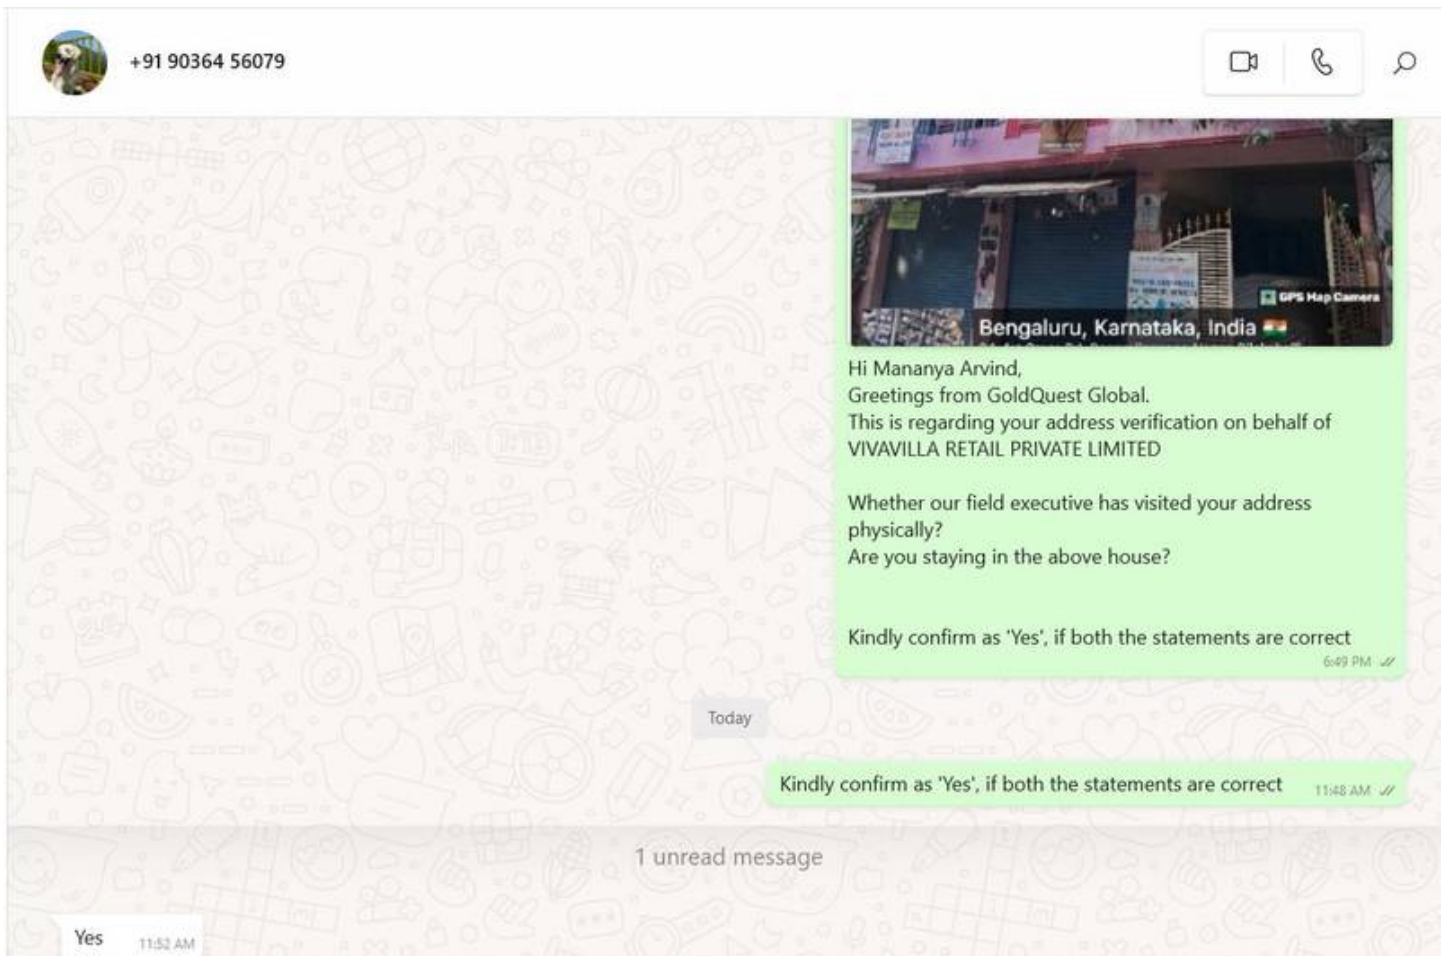 +91 90364 56079
GPS Map Camera
Bengaluru, Karnataka, India
Hi Mananya Arvind,
Greetings from GoldQuest Global.
This is regarding your address verification on behalf of
VIVAVILLA RETAIL PRIVATE LIMITED
Whether our field executive has visited your address
physically?
Are you staying in the above house?
Kindly confirm as 'Yes', if both the statements are correct
6:49 PM
Today
Kindly confirm as 'Yes', if both the statements are correct 11:48 AM
1 unread message
Yes 11:52 AM